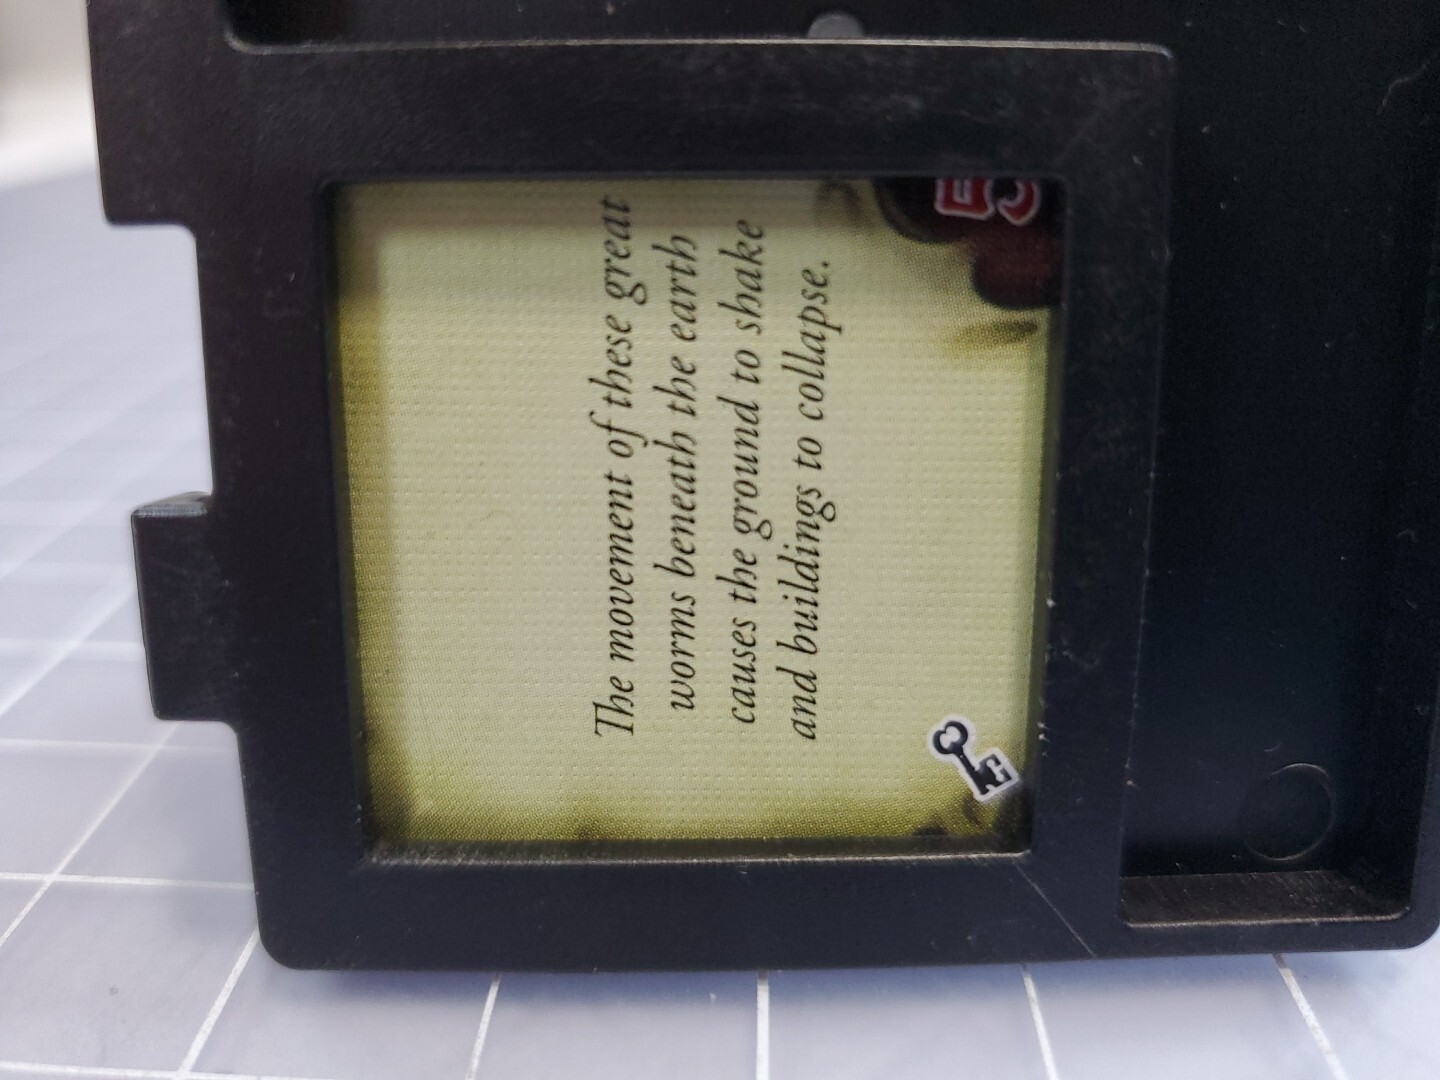 The movement of these great
worms beneath the earth
causes the ground to shake
and buildings to collapse.